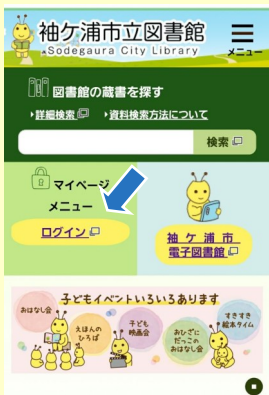 袖ケ浦市立図書館
Sodegaura City Library
メニュー
図書館の蔵書を探す
詳細検索
資料検索方法について
検索
マイページ
メニュー
ログイン
袖ケ浦市
電子図書館
子どもイベントいろいろあります
おはなし会
えほんの
ひろば
子ども
映画会
おひざに
だっこの
おはなし会
すきすき
絵本タイム